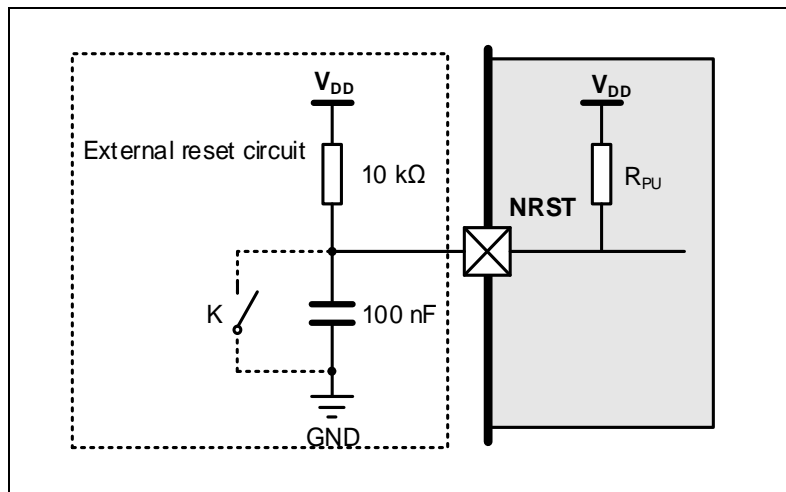 V_DD
External reset circuit
10 kΩ
K
100 nF
GND
NRST
V_DD
R_PU